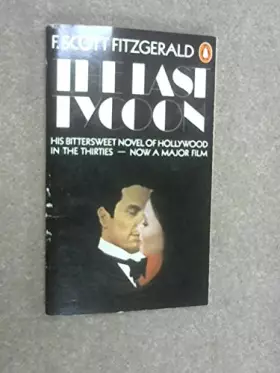 F. SCOTT FITZGERALD
THE LAST
TYCOON
HIS BITTERSWEET NOVEL OF HOLLYWOOD
IN THE THIRTIES — NOW A MAJOR FILM